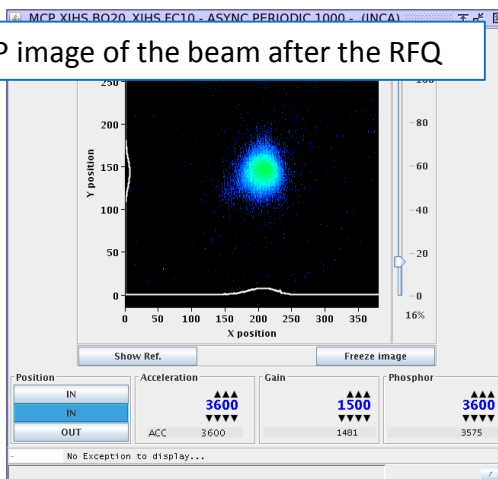 MCP XIHS BO20 XIHS FC10 - ASYNC PERIODIC 1000 - (INCA)
P image of the beam after the RFQ
250
200
150
100
50
0
0 50 100 150 200 250 300 350
Y position
X position
100
80
60
40
20
0
16%
Show Ref.
Freeze image
Position
IN
IN
OUT
Acceleration
3600
ACC 3600
Gain
1500
1481
Phosphor
3600
3575
- No Exception to display...